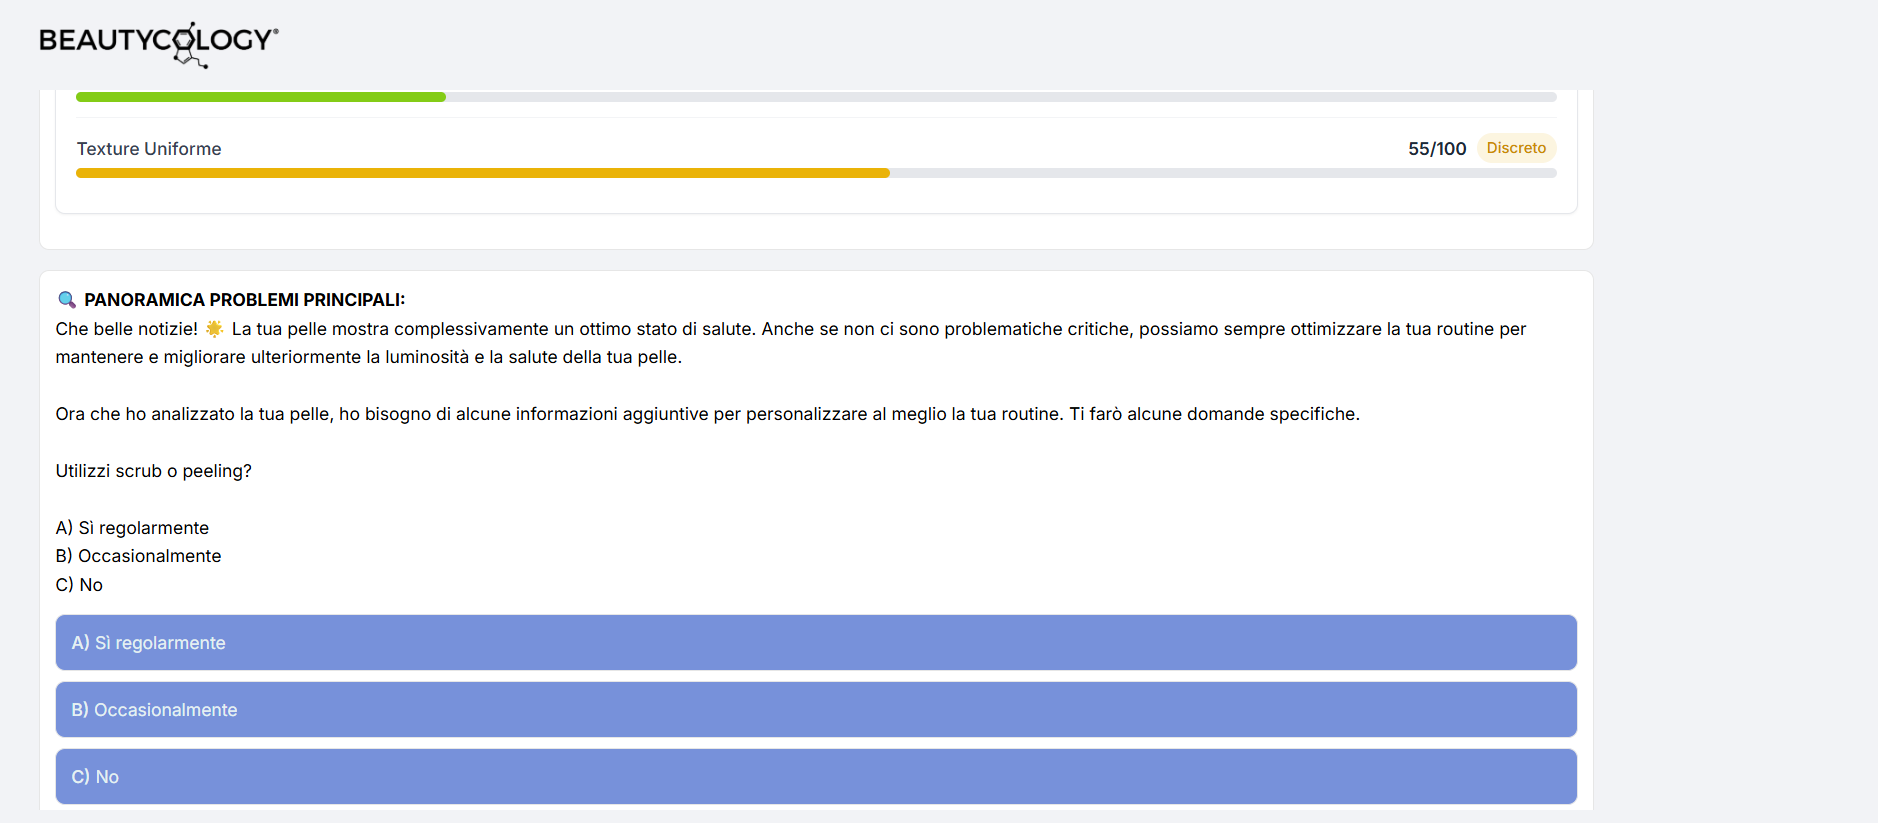 BEAUTYCOLOGY®
Texture Uniforme
55/100 Discreto
🔍 PANORAMICA PROBLEMI PRINCIPALI:
Che belle notizie! 🌟 La tua pelle mostra complessivamente un ottimo stato di salute. Anche se non ci sono problematiche critiche, possiamo sempre ottimizzare la tua routine per
mantenere e migliorare ulteriormente la luminosità e la salute della tua pelle.
Ora che ho analizzato la tua pelle, ho bisogno di alcune informazioni aggiuntive per personalizzare al meglio la tua routine. Ti farò alcune domande specifiche.
Utilizzi scrub o peeling?
A) Sì regolarmente
B) Occasionalmente
C) No
A) Sì regolarmente
B) Occasionalmente
C) No